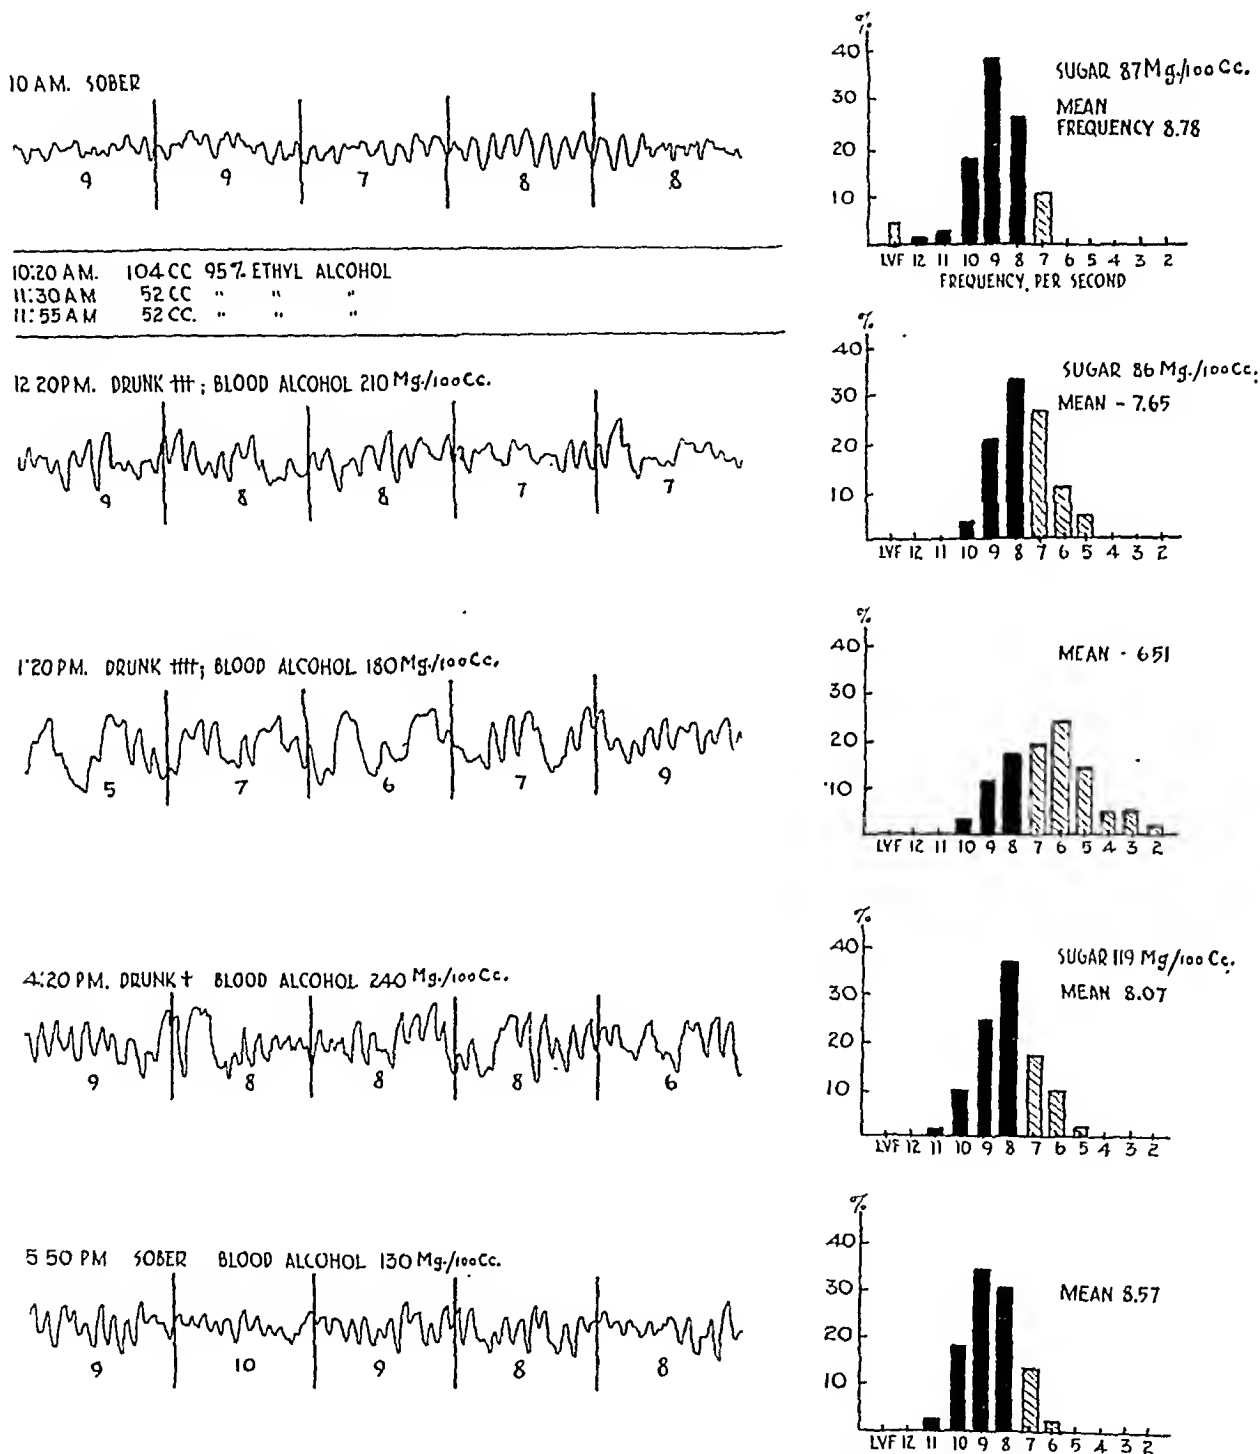 10 A.M. SOBER
9 9 7 8 8
%
40
30
20
10
SUGAR 87 Mg./100 Cc.
MEAN
FREQUENCY 8.78
LVF 12 11 10 9 8 7 6 5 4 3 2
FREQUENCY, PER SECOND
10:20 A.M. 104 CC 95% ETHYL ALCOHOL
11:30 A M 52 CC " " "
11:55 A M 52 CC. " " "
12 20 P.M. DRUNK ; BLOOD ALCOHOL 210 Mg./100 Cc.
9 8 8 7 7
%
40
30
20
10
SUGAR 86 Mg./100 Cc.
MEAN - 7.65
LVF 12 11 10 9 8 7 6 5 4 3 2
1:20 P.M. DRUNK ; BLOOD ALCOHOL 180 Mg./100 Cc.
5 7 6 7 9
%
40
30
20
10
MEAN - 651
LVF 12 11 10 9 8 7 6 5 4 3 2
4:20 P.M. DRUNK + BLOOD ALCOHOL 240 Mg./100 Cc.
9 8 8 8 6
%
40
30
20
10
SUGAR 119 Mg/100 Cc.
MEAN 8.07
LVF 12 11 10 9 8 7 6 5 4 3 2
5 50 PM SOBER BLOOD ALCOHOL 130 Mg./100 Cc.
9 10 9 8 8
%
40
30
20
10
MEAN 8.57
LVF 12 11 10 9 8 7 6 5 4 3 2